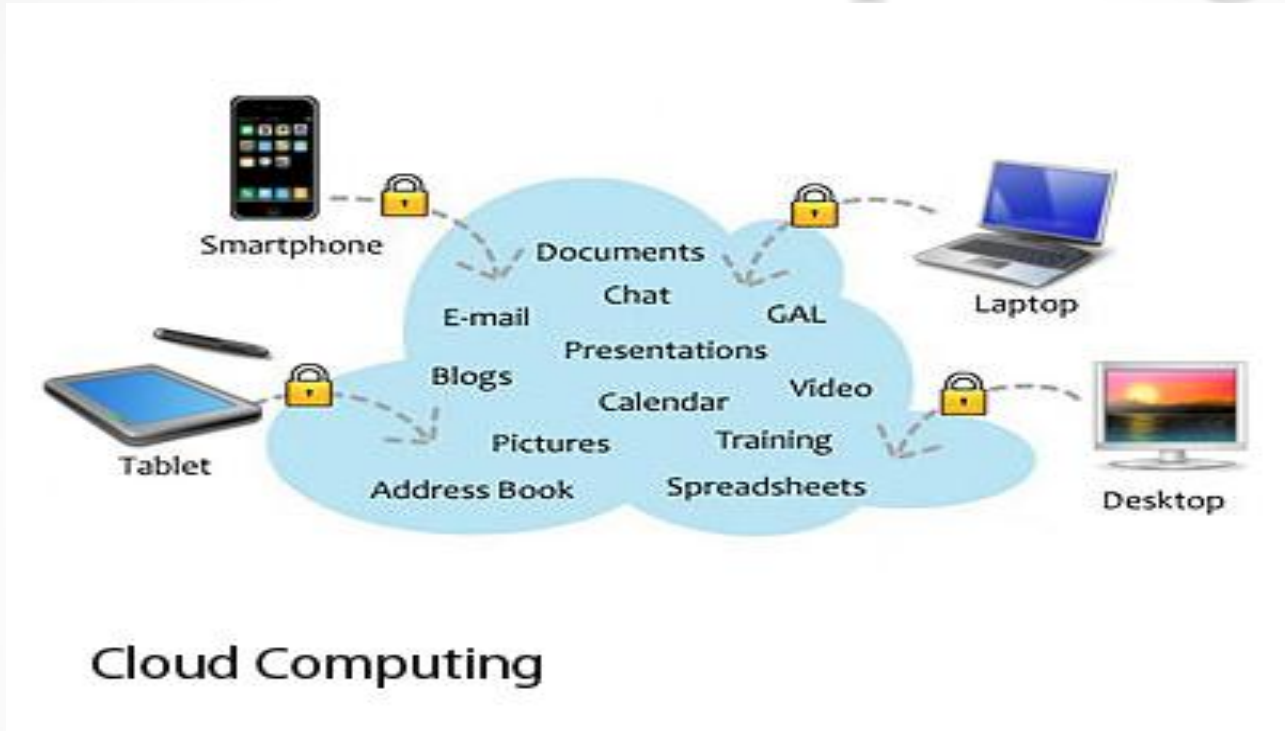 Smartphone
Documents
Chat
E-mail
GAL
Laptop
Presentations
Blogs
Calendar
Video
Tablet
Pictures
Training
Address Book
Spreadsheets
Desktop
Cloud Computing